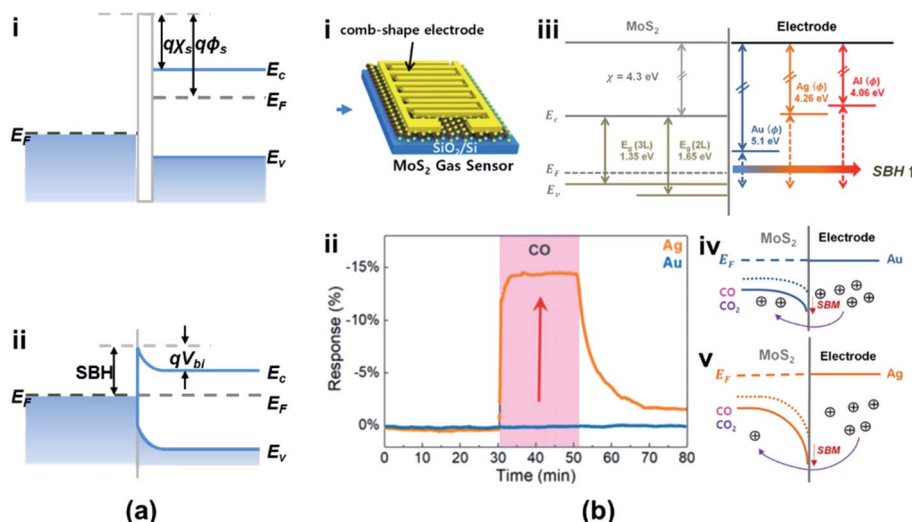 i
qχs qϕs
Ec
EF
EF
Ev
ii
SBH
qVbi
Ec
EF
EF
Ev
(a)
i
comb-shape electrode
SiO2/Si
MoS2 Gas Sensor
ii
CO
Ag
Au
Response (%)
-15%
-10%
-5%
0%
0 10 20 30 40 50 60 70 80
Time (min)
iii
MoS2 Electrode
χ = 4.3 eV
Ec
Eg (3L)
1.35 eV
Eg (2L)
1.65 eV
EF
Ev
Au (ϕ)
5.1 eV
Ag (ϕ)
4.26 eV
Al (ϕ)
4.06 eV
SBH ↑
iv
MoS2 Electrode
EF
Au
CO
CO2
SBM
v
MoS2 Electrode
EF
Ag
CO
CO2
SBM
(b)